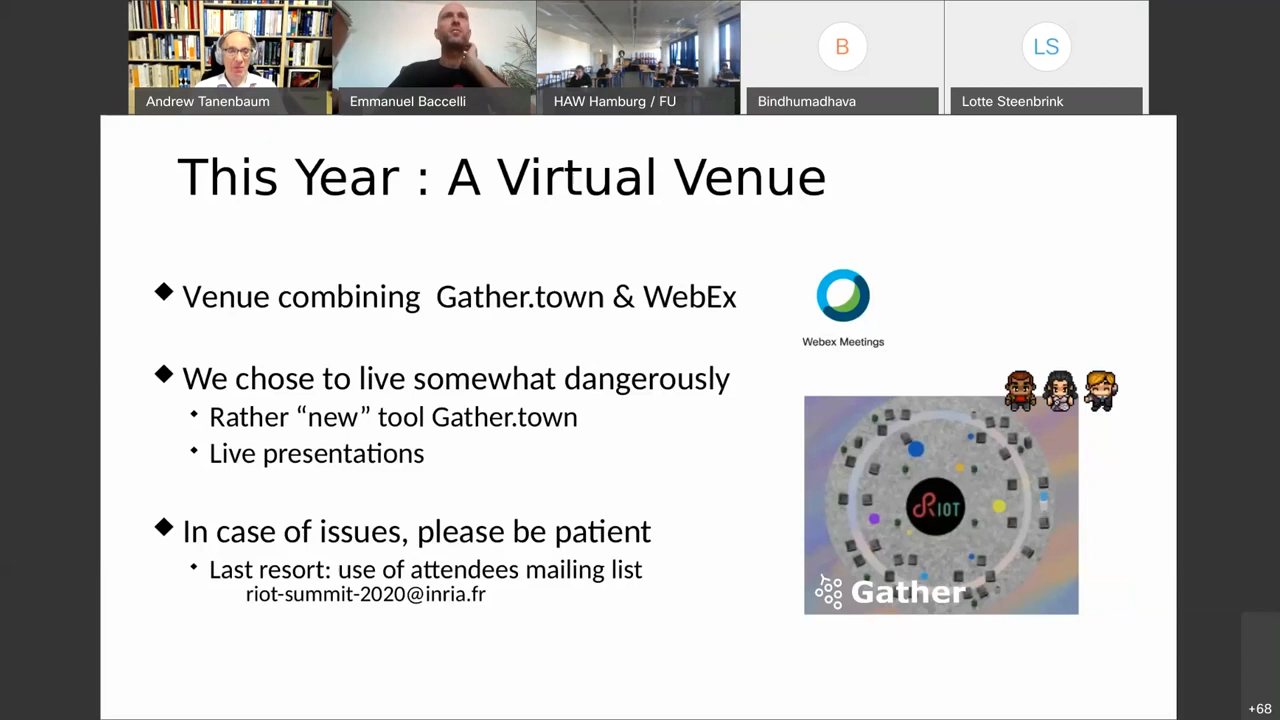 B
LS
Andrew Tanenbaum
Emmanuel Baccelli
HAW Hamburg / FU
Bindhumadhava
Lotte Steenbrink
This Year : A Virtual Venue
Venue combining Gather.town & WebEx
Webex Meetings
We chose to live somewhat dangerously
Rather “new” tool Gather.town
Live presentations
RIOT
In case of issues, please be patient
Last resort: use of attendees mailing list
riot-summit-2020@inria.fr
Gather
+68